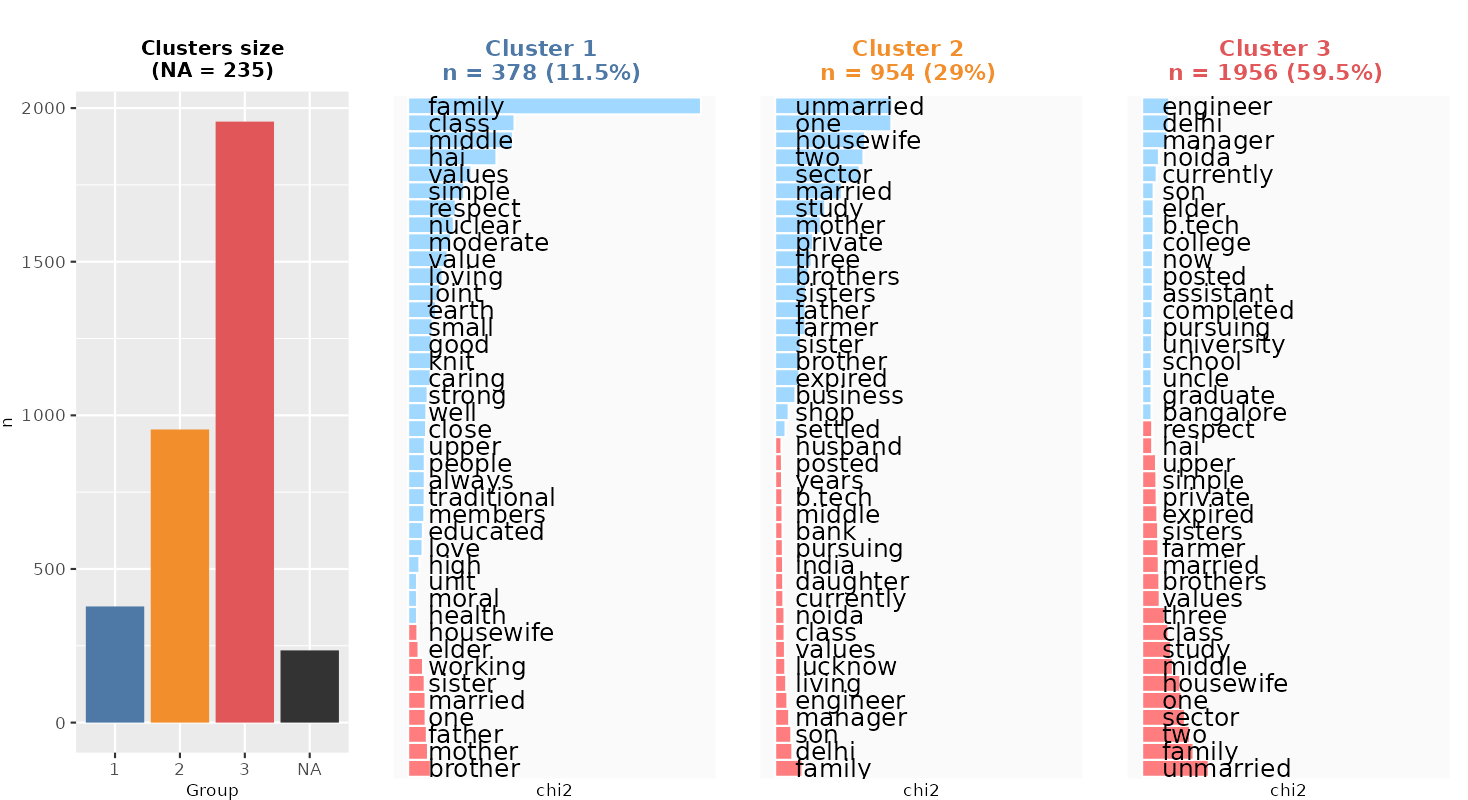 Clusters size
(NA = 235)
2000
1500
1000
500
0
n
1
2
3
NA
Group
Cluster 1
n = 378 (11.5%)
family
class
middle
hai
values
simple
respect
nuclear
moderate
value
loving
joint
earth
small
good
knit
caring
strong
well
close
upper
people
always
traditional
members
educated
love
high
unit
moral
health
housewife
elder
working
sister
married
one
father
mother
brother
chi2
Cluster 2
n = 954 (29%)
unmarried
one
housewife
two
sector
married
study
mother
private
three
brothers
sisters
father
farmer
sister
brother
expired
business
shop
settled
husband
posted
years
b.tech
middle
bank
pursuing
India
daughter
currently
noida
class
values
lucknow
living
engineer
manager
son
delhi
family
chi2
Cluster 3
n = 1956 (59.5%)
engineer
delhi
manager
noida
currently
son
elder
b.tech
college
now
posted
assistant
completed
pursuing
university
school
uncle
graduate
bangalore
respect
hai
upper
simple
private
expired
sisters
farmer
married
brothers
values
three
class
study
middle
housewife
one
sector
two
family
unmarried
chi2